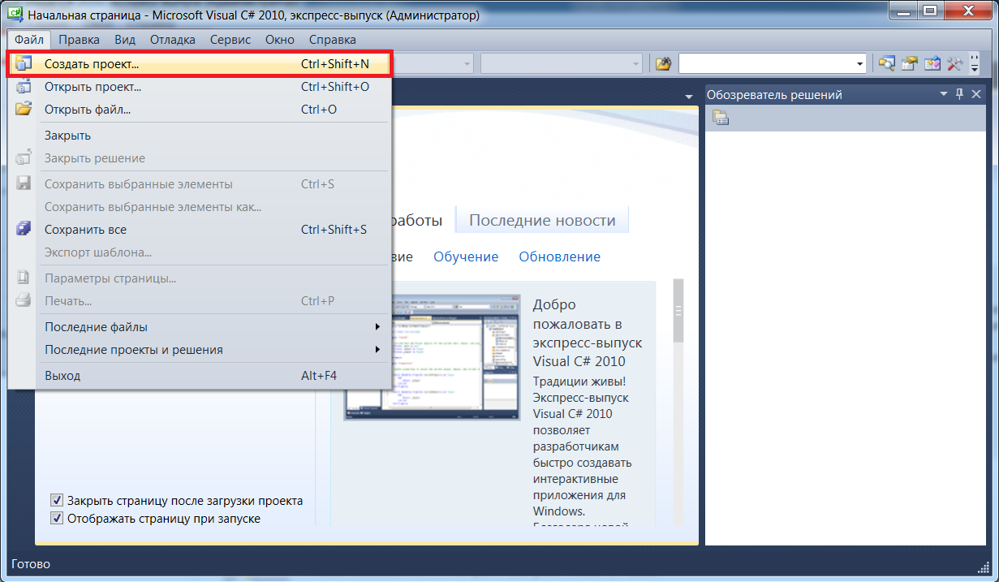 Начальная страница - Microsoft Visual C# 2010, экспресс-выпуск (Администратор)
Файл Правка Вид Отладка Сервис Окно Справка
Создать проект... Ctrl+Shift+N
Открыть проект... Ctrl+Shift+O
Открыть файл... Ctrl+O
Закрыть
Закрыть решение
Сохранить выбранные элементы Ctrl+S
Сохранить выбранные элементы как...
Сохранить все Ctrl+Shift+S
Экспорт шаблона...
Параметры страницы...
Печать... Ctrl+P
Последние файлы
Последние проекты и решения
Выход Alt+F4
Обозреватель решений
работы Последние новости
вие Обучение Обновление
Добро
пожаловать в
экспресс-выпуск
Visual C# 2010
Традиции живы!
Экспресс-выпуск
Visual C# 2010
позволяет
разработчикам
быстро создавать
интерактивные
приложения для
Windows.
Закрыть страницу после загрузки проекта
Отображать страницу при запуске
Готово